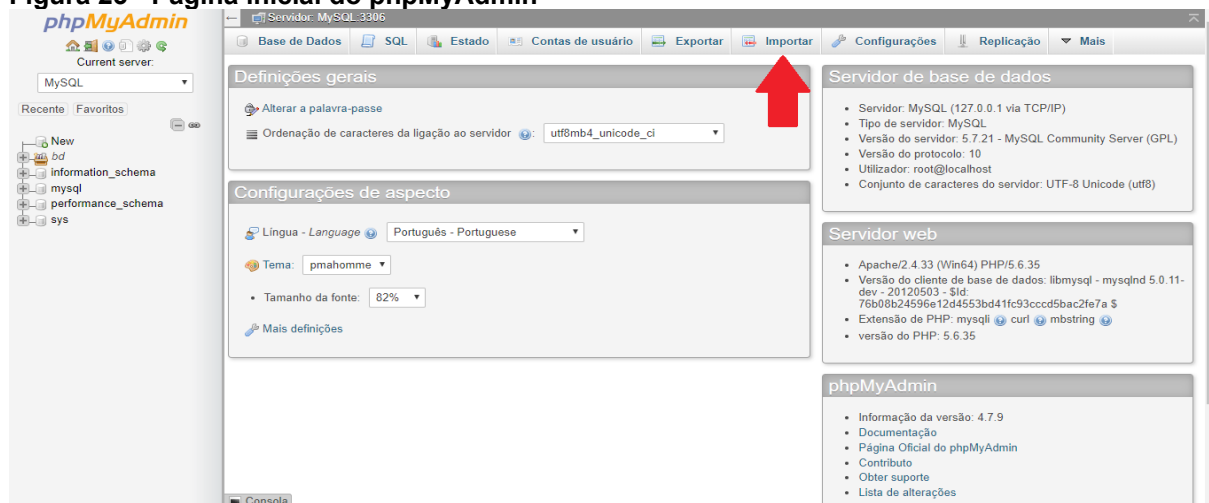 Figura 25 - Página inicial do phpMyAdmin
phpMyAdmin
Current server:
MySQL
Recente Favoritos
New
bd
information_schema
mysql
performance_schema
sys
Servidor: MySQL:3306
Base de Dados SQL Estado Contas de usuário Exportar Importar Configurações Replicação Mais
Definições gerais
Alterar a palavra-passe
Ordenação de caracteres da ligação ao servidor : utf8mb4_unicode_ci
Configurações de aspecto
Língua - Language Português - Portuguese
Tema: pmahomme
• Tamanho da fonte: 82%
Mais definições
Consola
Servidor de base de dados
• Servidor: MySQL (127.0.0.1 via TCP/IP)
• Tipo de servidor: MySQL
• Versão do servidor: 5.7.21 - MySQL Community Server (GPL)
• Versão do protocolo: 10
• Utilizador: root@localhost
• Conjunto de caracteres do servidor: UTF-8 Unicode (utf8)
Servidor web
• Apache/2.4.33 (Win64) PHP/5.6.35
• Versão do cliente de base de dados: libmysql - mysqlnd 5.0.11-
dev - 20120503 - $Id:
76b08b24596e12d4553bd41fc93cccd5bac2fe7a $
• Extensão de PHP: mysqli curl mbstring
• versão do PHP: 5.6.35
phpMyAdmin
• Informação da versão: 4.7.9
• Documentação
• Página Oficial do phpMyAdmin
• Contributo
• Obter suporte
• Lista de alterações